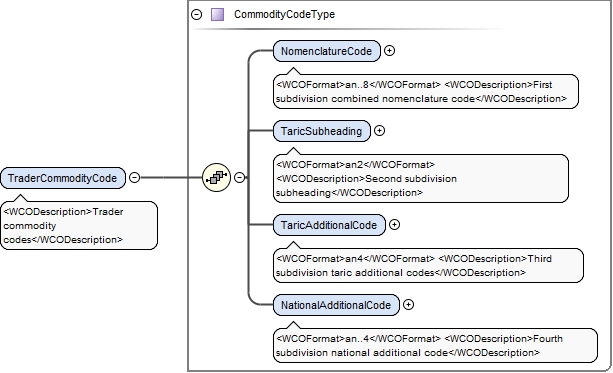 CommodityCodeType
NomenclatureCode
<WCOFormat>an..8</WCOFormat> <WCODescription>First
subdivision combined nomenclature code</WCODescription>
TaricSubheading
<WCOFormat>an2</WCOFormat>
<WCODescription>Second subdivision
subheading</WCODescription>
TraderCommodityCode
<WCODescription>Trader
commodity
codes</WCODescription>
TaricAdditionalCode
<WCOFormat>an4</WCOFormat> <WCODescription>Third
subdivision taric additional codes</WCODescription>
NationalAdditionalCode
<WCOFormat>an..4</WCOFormat> <WCODescription>Fourth
subdivision national additional code</WCODescription>